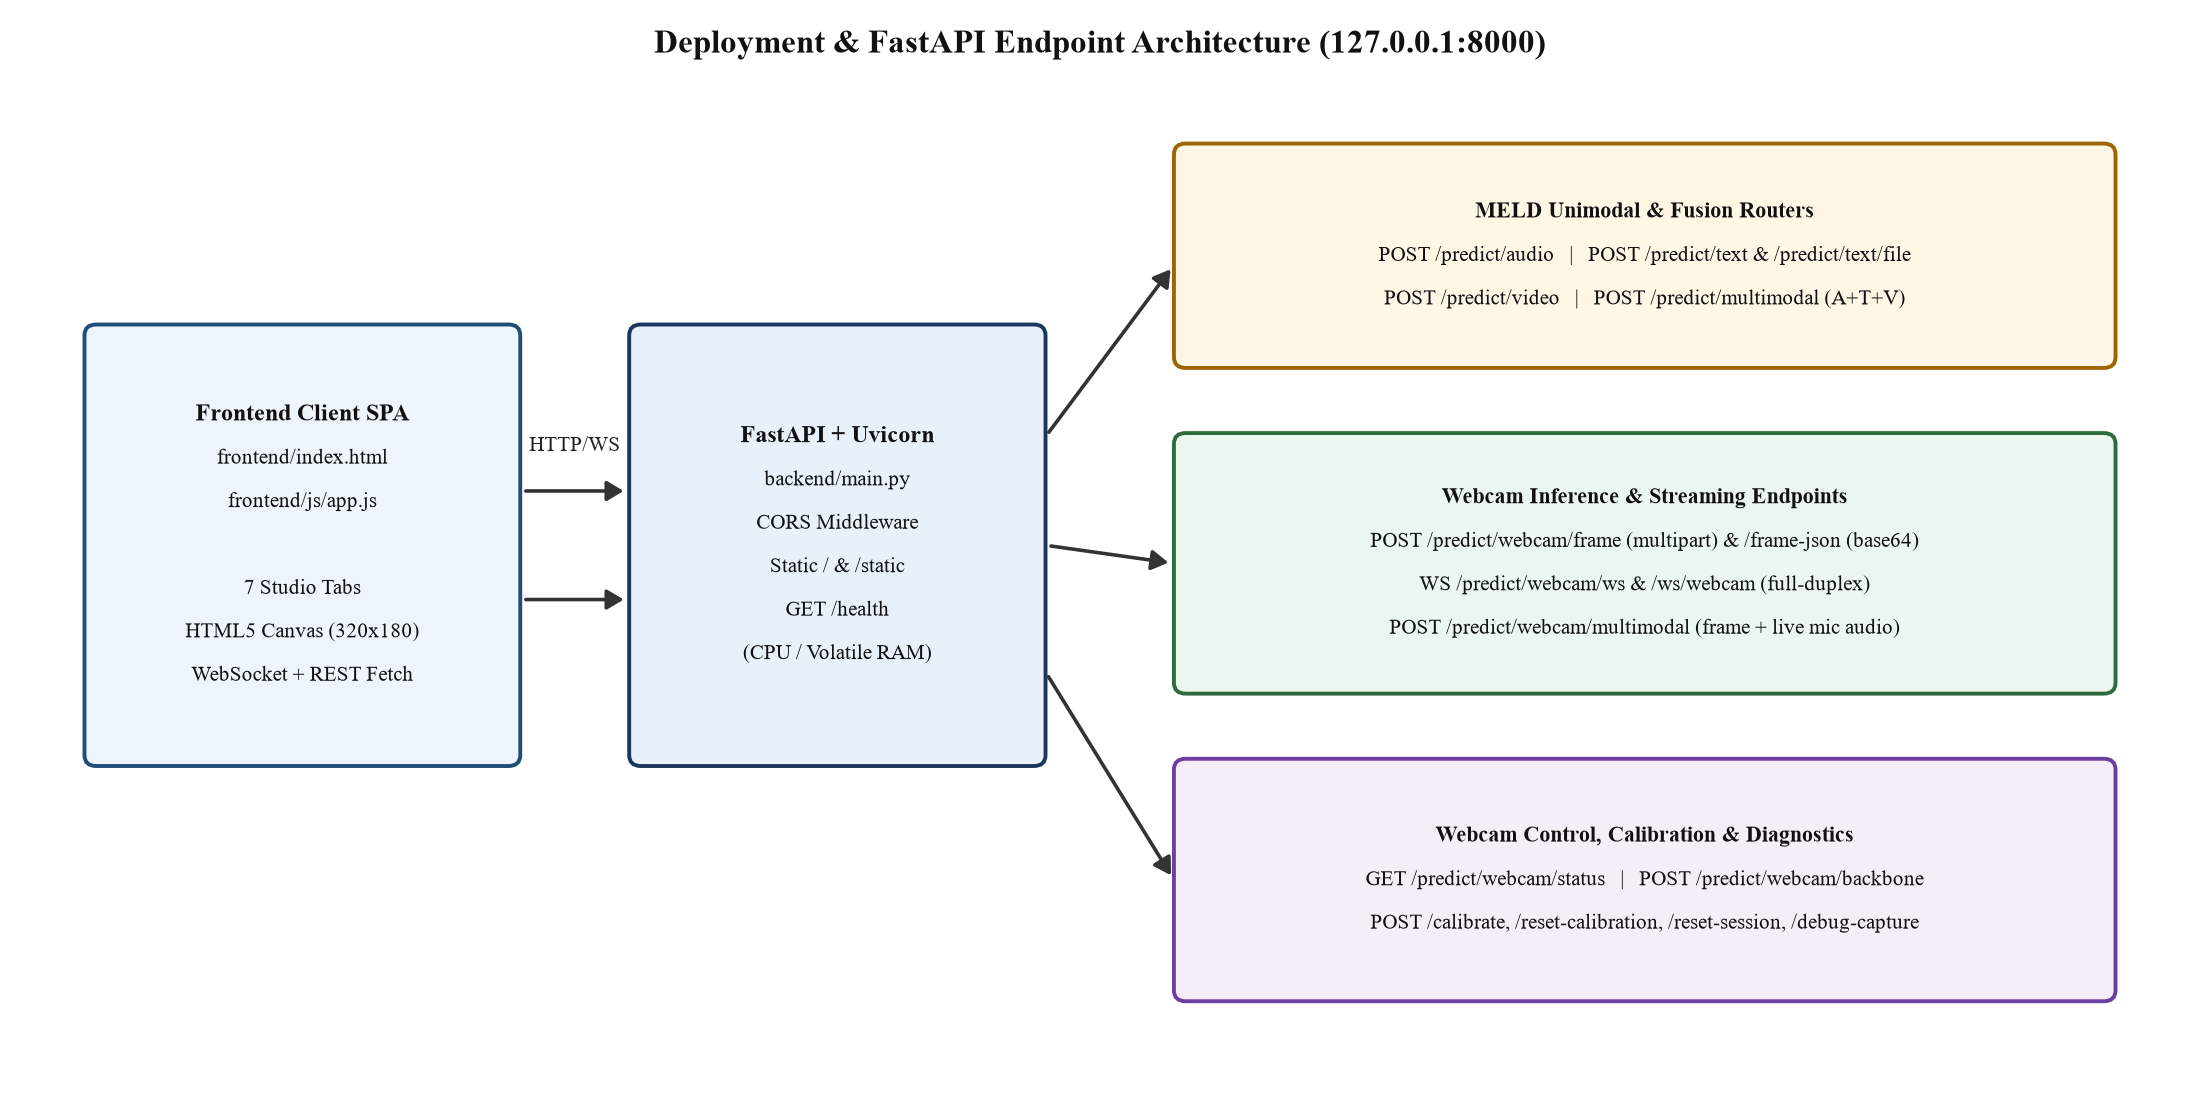 Deployment & FastAPI Endpoint Architecture (127.0.0.1:8000)
Frontend Client SPA
frontend/index.html
frontend/js/app.js
7 Studio Tabs
HTML5 Canvas (320x180)
WebSocket + REST Fetch
HTTP/WS
FastAPI + Uvicorn
backend/main.py
CORS Middleware
Static / & /static
GET /health
(CPU / Volatile RAM)
MELD Unimodal & Fusion Routers
POST /predict/audio | POST /predict/text & /predict/text/file
POST /predict/video | POST /predict/multimodal (A+T+V)
Webcam Inference & Streaming Endpoints
POST /predict/webcam/frame (multipart) & /frame-json (base64)
WS /predict/webcam/ws & /ws/webcam (full-duplex)
POST /predict/webcam/multimodal (frame + live mic audio)
Webcam Control, Calibration & Diagnostics
GET /predict/webcam/status | POST /predict/webcam/backbone
POST /calibrate, /reset-calibration, /reset-session, /debug-capture